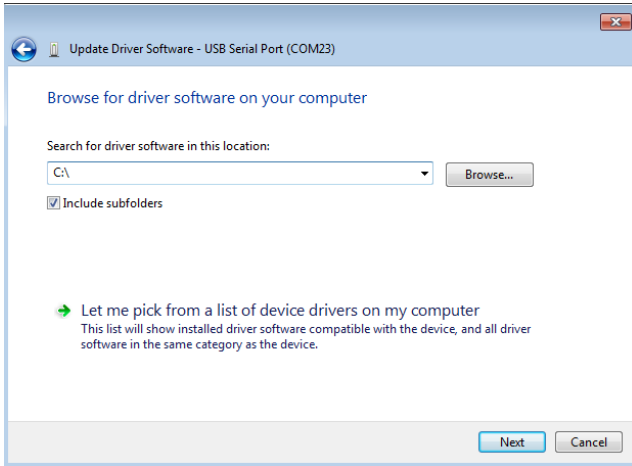 Update Driver Software - USB Serial Port (COM23)
Browse for driver software on your computer
Search for driver software in this location:
C:\
Browse...
Include subfolders
Let me pick from a list of device drivers on my computer
This list will show installed driver software compatible with the device, and all driver
software in the same category as the device.
Next
Cancel